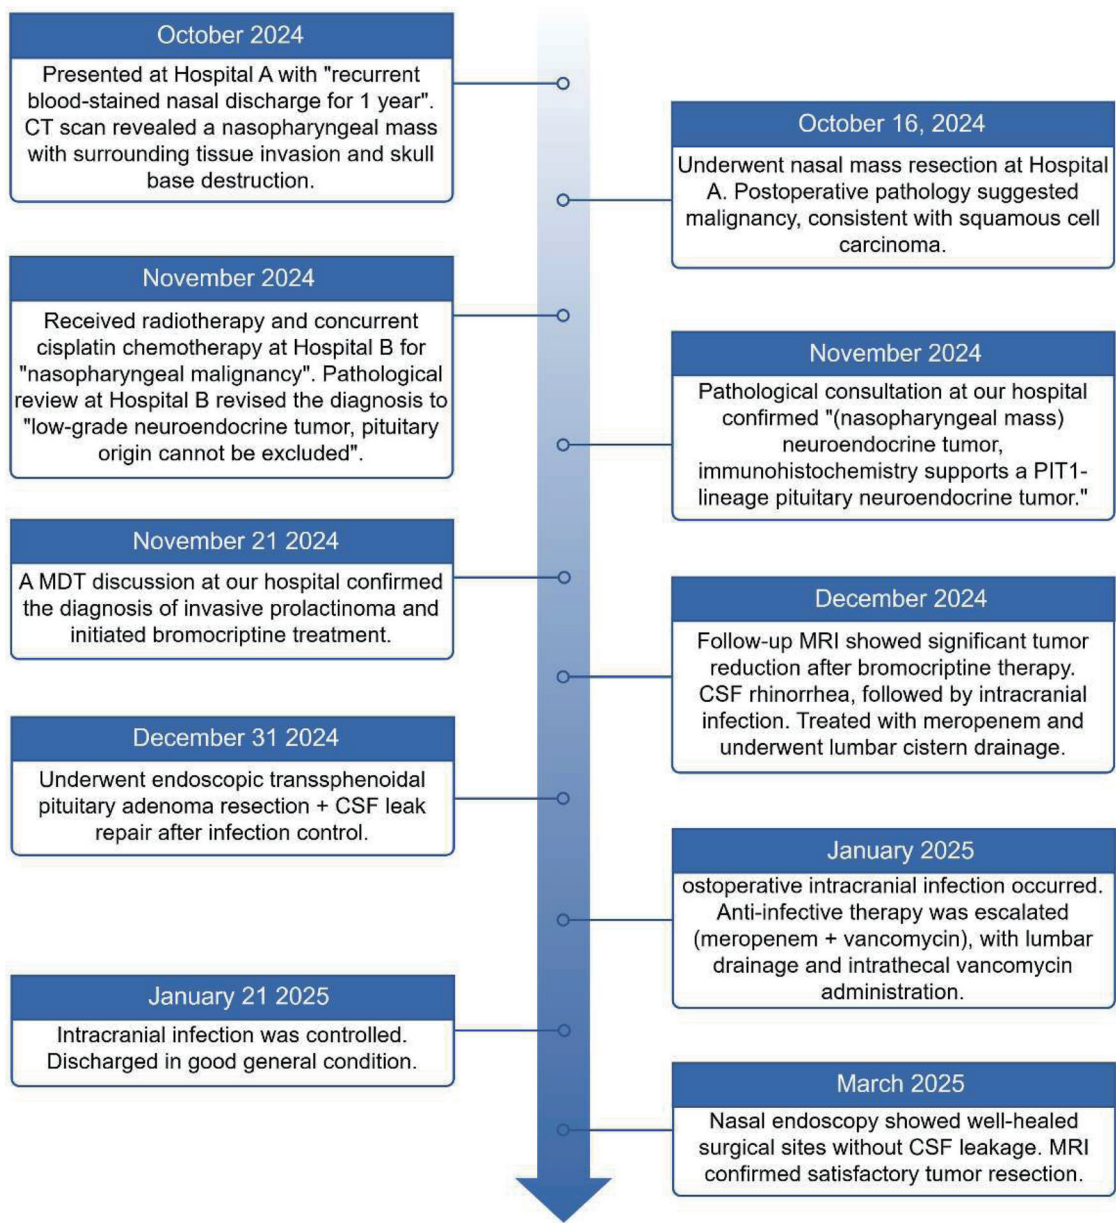 October 2024
Presented at Hospital A with "recurrent
blood-stained nasal discharge for 1 year".
CT scan revealed a nasopharyngeal mass
with surrounding tissue invasion and skull
base destruction.
October 16, 2024
Underwent nasal mass resection at Hospital
A. Postoperative pathology suggested
malignancy, consistent with squamous cell
carcinoma.
November 2024
Received radiotherapy and concurrent
cisplatin chemotherapy at Hospital B for
"nasopharyngeal malignancy". Pathological
review at Hospital B revised the diagnosis to
"low-grade neuroendocrine tumor, pituitary
origin cannot be excluded".
November 2024
Pathological consultation at our hospital
confirmed "(nasopharyngeal mass)
neuroendocrine tumor,
immunohistochemistry supports a PIT1-
lineage pituitary neuroendocrine tumor."
November 21 2024
A MDT discussion at our hospital confirmed
the diagnosis of invasive prolactinoma and
initiated bromocriptine treatment.
December 2024
Follow-up MRI showed significant tumor
reduction after bromocriptine therapy.
CSF rhinorrhea, followed by intracranial
infection. Treated with meropenem and
underwent lumbar cistern drainage.
December 31 2024
Underwent endoscopic transsphenoidal
pituitary adenoma resection + CSF leak
repair after infection control.
January 2025
ostoperative intracranial infection occurred.
Anti-infective therapy was escalated
(meropenem + vancomycin), with lumbar
drainage and intrathecal vancomycin
administration.
January 21 2025
Intracranial infection was controlled.
Discharged in good general condition.
March 2025
Nasal endoscopy showed well-healed
surgical sites without CSF leakage. MRI
confirmed satisfactory tumor resection.